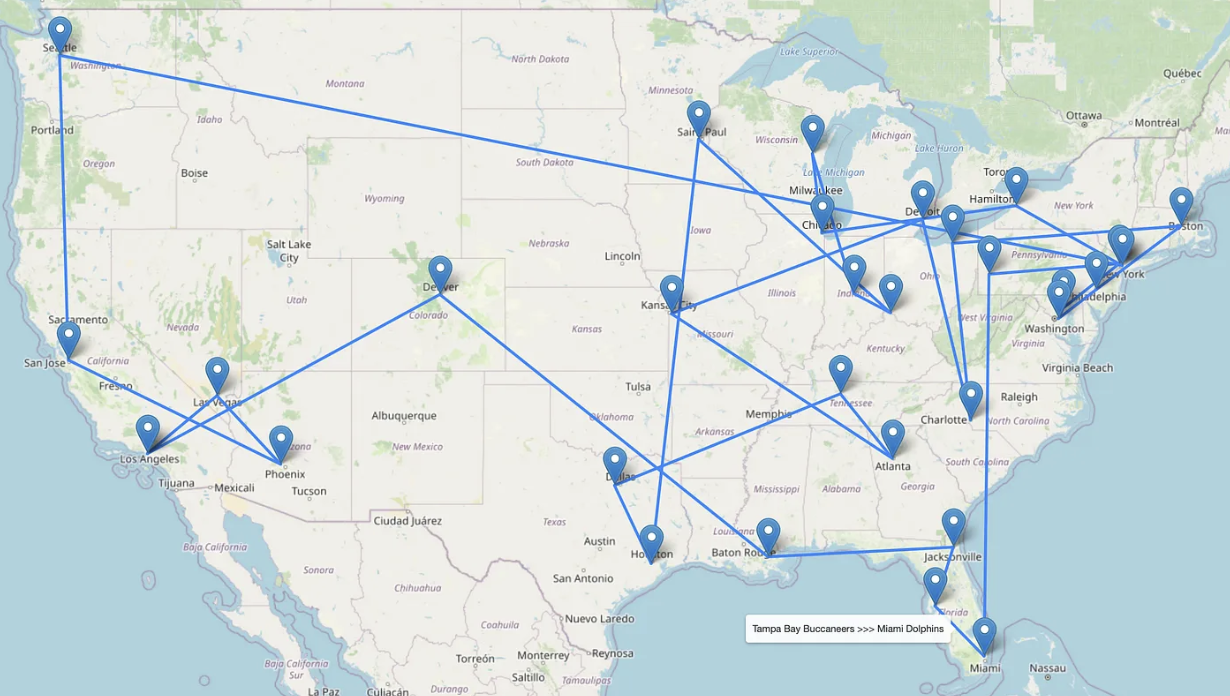 Lake Superior
Québec
Seattle
Washington
North Dakota
Montana
Minnesota
Ottawa
Montréal
Portland
Saint Paul
Wisconsin
Michigan
Lake Huron
Idaho
Oregon
Boise
South Dakota
Lake Michigan
Toro
Milwaukee
Hamilton
Wyoming
New York
Detroit
Chicago
Boston
Iowa
Salt Lake
City
Nebraska
Lincoln
Pennsylvania
New York
Ohio
Denver
Utah
Illinois
Philadelphia
Kansas City
Colorado
Sacramento
Nevada
Kansas
Missouri
West Virginia
Washington
Virginia
Kentucky
San Jose
California
Virginia Beach
Fresno
Tulsa
Las Vegas
Raleigh
Tennessee
Memphis
Albuquerque
Oklahoma
Charlotte
North Carolina
Arkansas
New Mexico
Los Angeles
Atlanta
South Carolina
Phoenix
Tijuana
Mexicali
Dallas
Mississippi
Alabama
Georgia
Tucson
Ciudad Juárez
Texas
Louisiana
Austin
Houston
Baton Rouge
Jacksonville
Baja California
Sonora
San Antonio
Chihuahua
Florida
Nuevo Laredo
Coahuila
Tampa Bay Buccaneers >>> Miami Dolphins
Reynosa
Monterrey
Torreón
Baja California
Sur
Miami
Nassau
Saltillo
Tamaulipas
Durango
La Paz
Culiacán